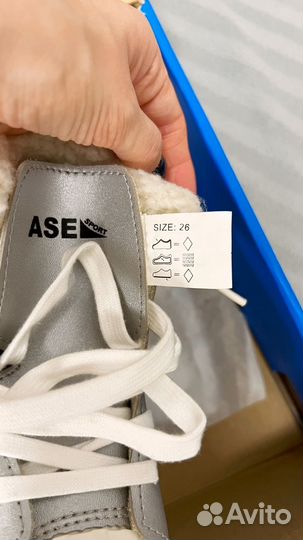 ASE SPORT
SIZE: 26
=
=
=
Avito